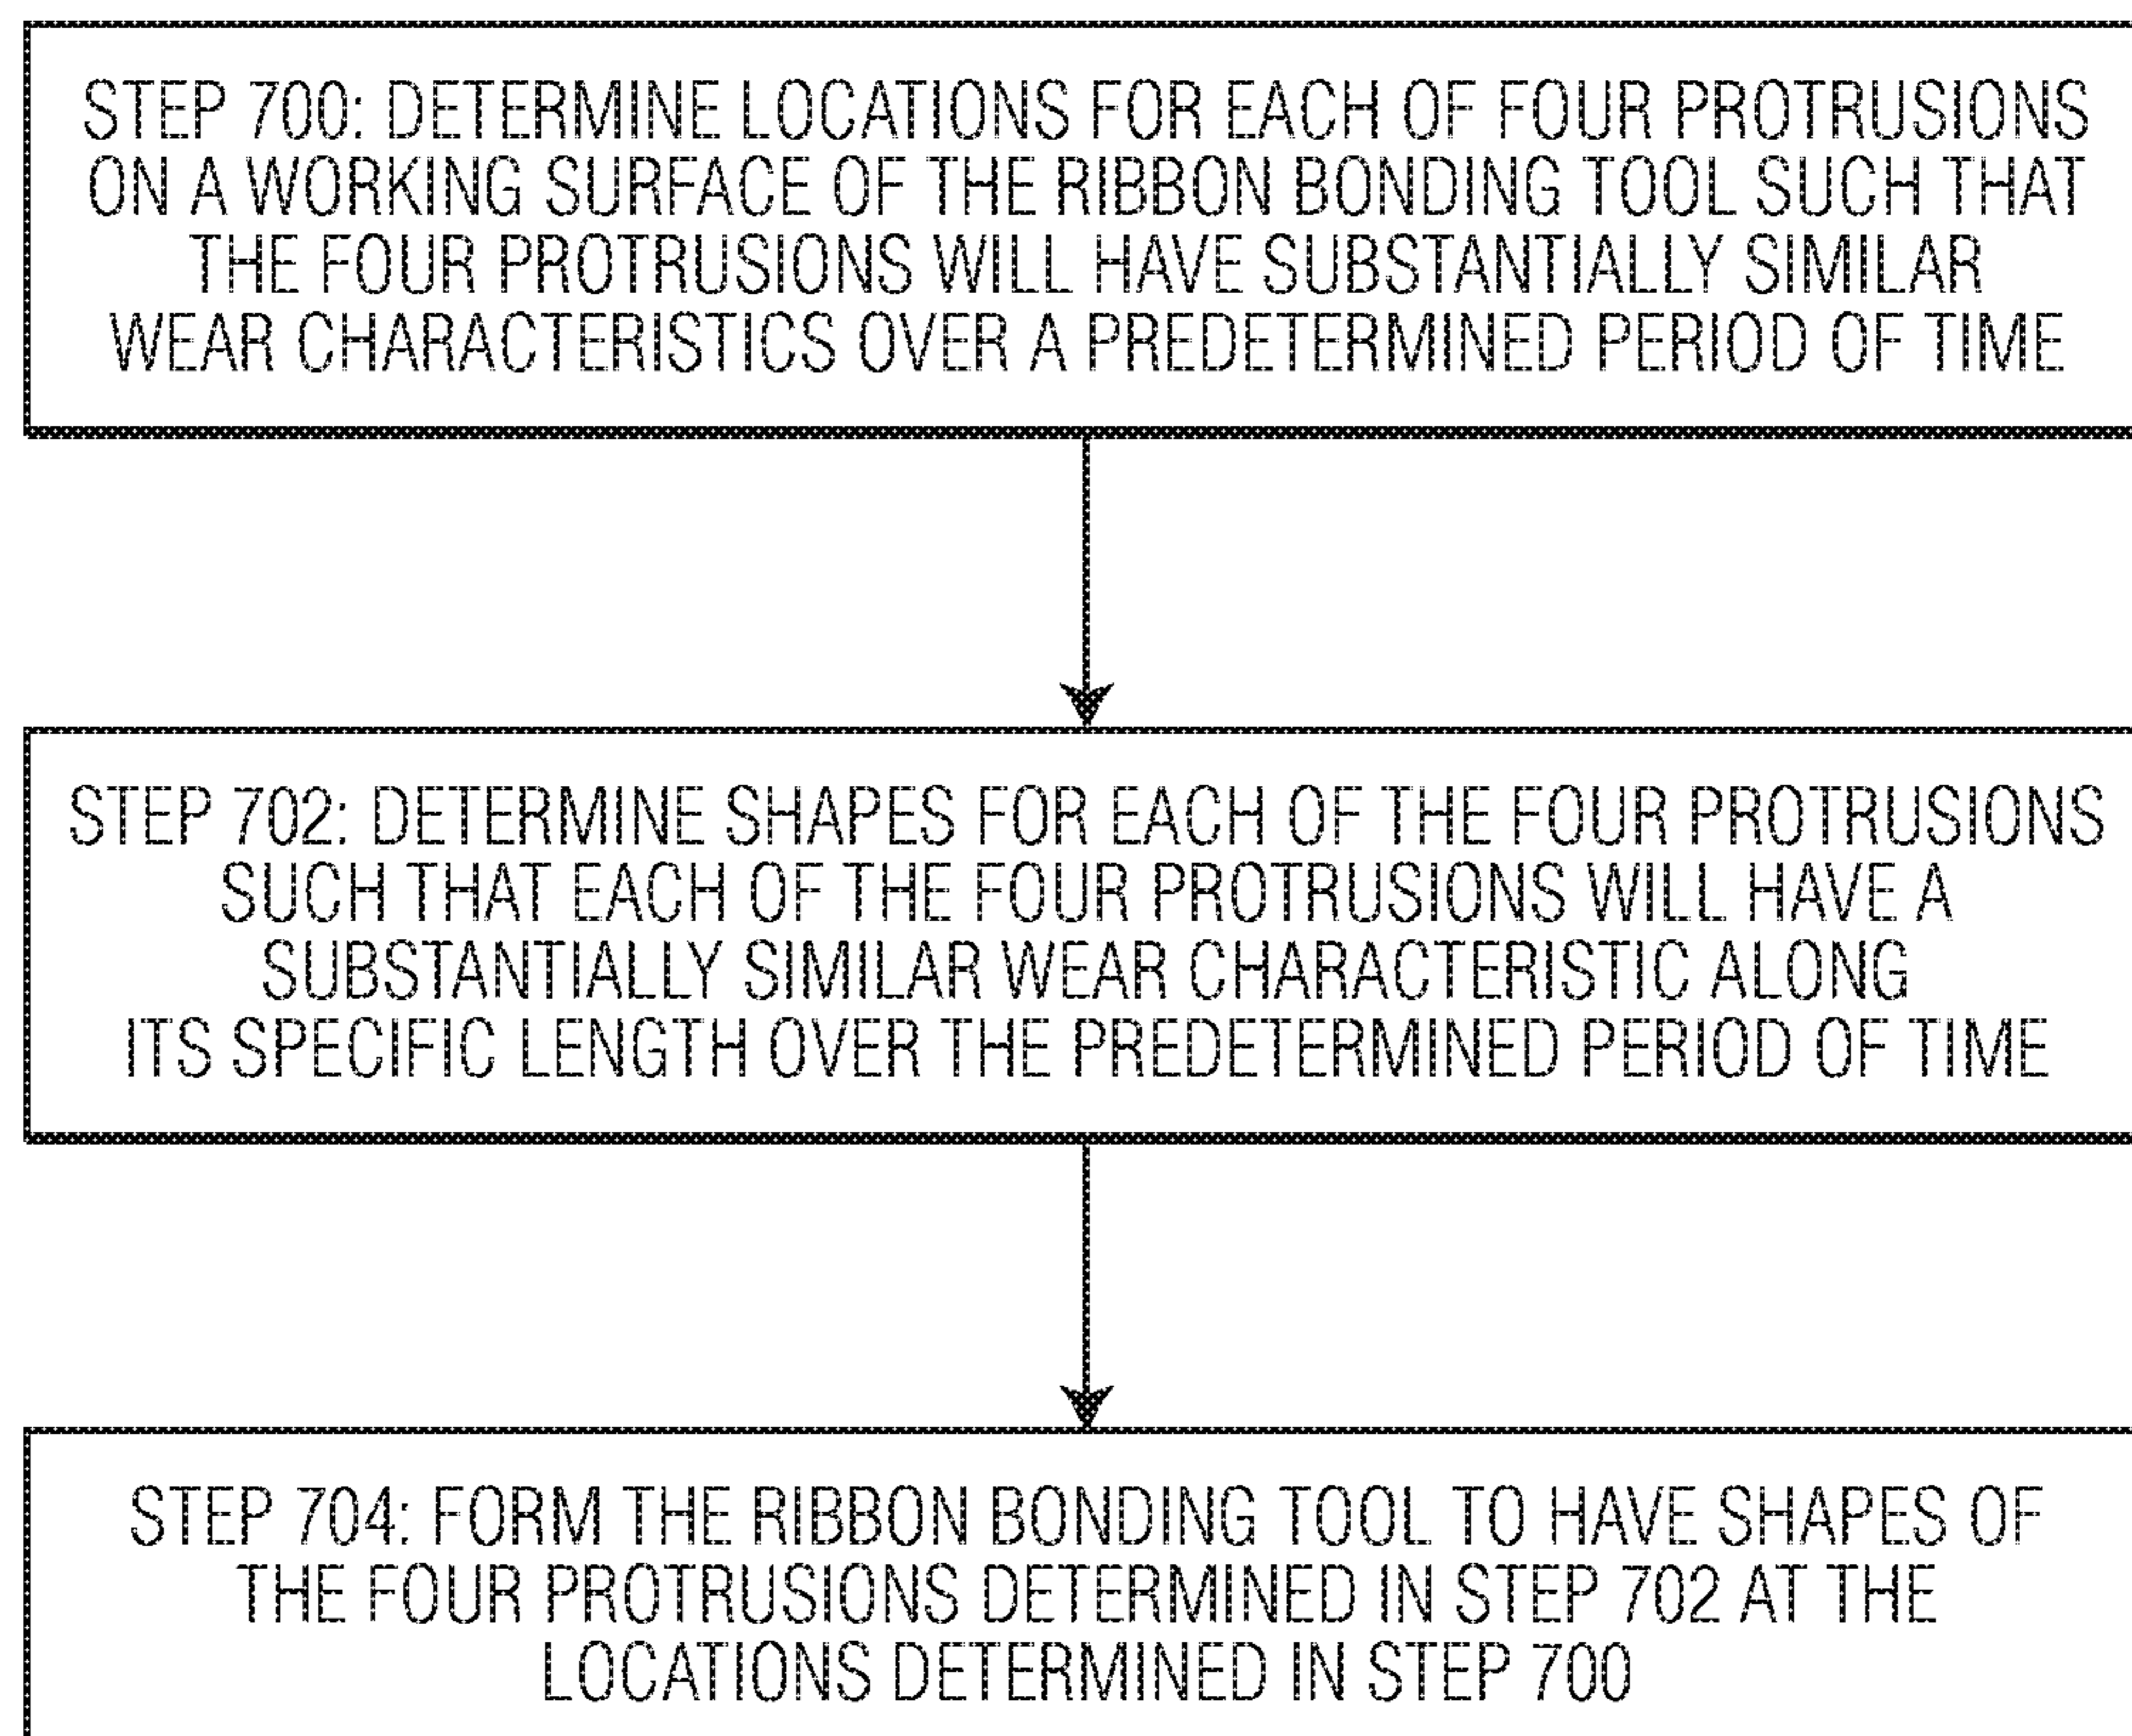 STEP 700: DETERMINE LOCATIONS FOR EACH OF FOUR PROTRUSIONS
ON A WORKING SURFACE OF THE RIBBON BONDING TOOL SUCH THAT
THE FOUR PROTRUSIONS WILL HAVE SUBSTANTIALLY SIMILAR
WEAR CHARACTERISTICS OVER A PREDETERMINED PERIOD OF TIME
STEP 702: DETERMINE SHAPES FOR EACH OF THE FOUR PROTRUSIONS
SUCH THAT EACH OF THE FOUR PROTRUSIONS WILL HAVE A
SUBSTANTIALLY SIMILAR WEAR CHARACTERISTIC ALONG
ITS SPECIFIC LENGTH OVER THE PREDETERMINED PERIOD OF TIME
STEP 704: FORM THE RIBBON BONDING TOOL TO HAVE SHAPES OF
THE FOUR PROTRUSIONS DETERMINED IN STEP 702 AT THE
LOCATIONS DETERMINED IN STEP 700